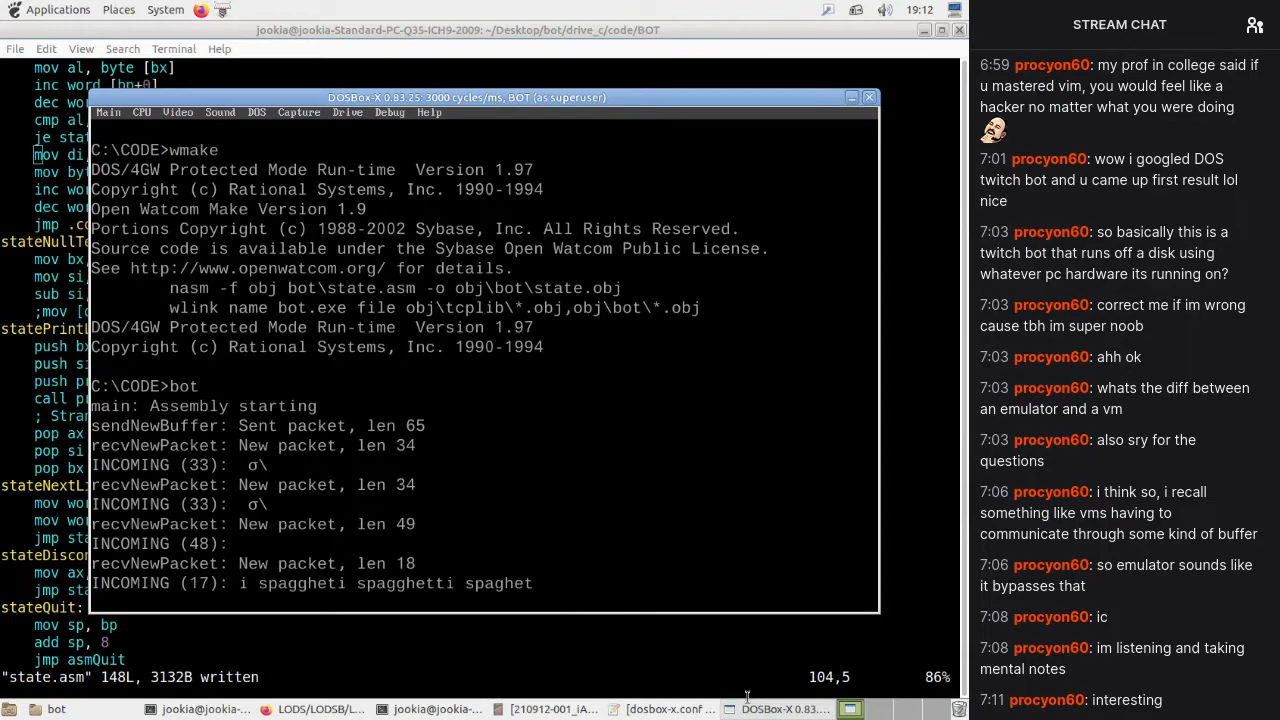 Applications Places System 19:12
jookia@jookia-Standard-PC-Q35-ICH9-2009: ~/Desktop/bot/drive_c/code/BOT
File Edit View Search Terminal Help
mov al, byte [bx]
inc word [bp+0]
dec wo
cmp al,
je stat
mov di,
mov byt
inc wor
dec wor
jmp .co
stateNullTe
mov bx,
mov si,
sub si,
;mov [c
statePrintL
push bx
push si
push pr
call pr
; Stran
pop ax
pop si
pop bx
stateNextLi
mov wor
mov wor
jmp sta
stateDiscon
mov ax,
jmp sta
stateQuit:
mov sp, bp
add sp, 8
jmp asmQuit
"state.asm" 148L, 3132B written 104,5 86%
DOSBox-X 0.83.25: 3000 cycles/ms, BOT (as superuser)
Main CPU Video Sound DOS Capture Drive Debug Help
C:\CODE>wmake
DOS/4GW Protected Mode Run-time  Version 1.97
Copyright (c) Rational Systems, Inc. 1990-1994
Open Watcom Make Version 1.9
Portions Copyright (c) 1988-2002 Sybase, Inc. All Rights Reserved.
Source code is available under the Sybase Open Watcom Public License.
See http://www.openwatcom.org/ for details.
nasm -f obj bot\state.asm -o obj\bot\state.obj
wlink name bot.exe file obj\tcplib\*.obj,obj\bot\*.obj
DOS/4GW Protected Mode Run-time  Version 1.97
Copyright (c) Rational Systems, Inc. 1990-1994
C:\CODE>bot
main: Assembly starting
sendNewBuffer: Sent packet, len 65
recvNewPacket: New packet, len 34
INCOMING (33):  σ\
recvNewPacket: New packet, len 34
INCOMING (33):  σ\
recvNewPacket: New packet, len 49
INCOMING (48):
recvNewPacket: New packet, len 18
INCOMING (17): i spaggheti spagghetti spaghet
bot
jookia@jookia-...
LODS/LODSB/L...
jookia@jookia-...
[210912-001_iA...
[dosbox-x.conf ...
DOSBox-X 0.83....
STREAM CHAT
6:59 procyon60: my prof in college said if
u mastered vim, you would feel like a
hacker no matter what you were doing
7:01 procyon60: wow i googled DOS
twitch bot and u came up first result lol
nice
7:03 procyon60: so basically this is a
twitch bot that runs off a disk using
whatever pc hardware its running on?
7:03 procyon60: correct me if im wrong
cause tbh im super noob
7:03 procyon60: ahh ok
7:03 procyon60: whats the diff between
an emulator and a vm
7:03 procyon60: also sry for the
questions
7:06 procyon60: i think so, i recall
something like vms having to
communicate through some kind of buffer
7:06 procyon60: so emulator sounds like
it bypasses that
7:08 procyon60: ic
7:08 procyon60: im listening and taking
mental notes
7:11 procyon60: interesting